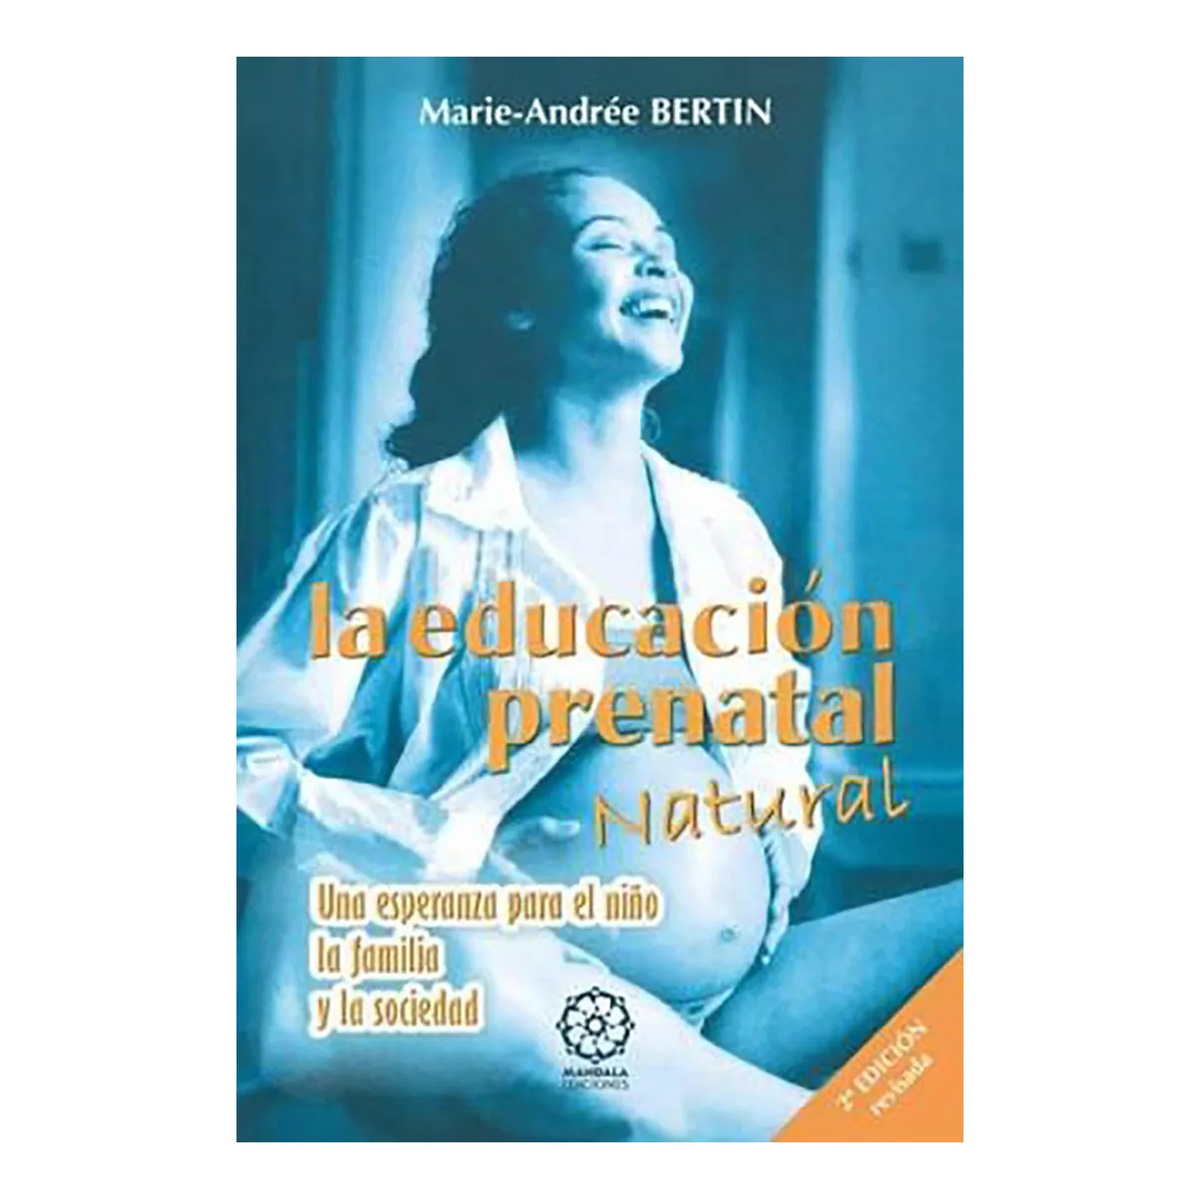 Marie-Andrée BERTIN
la educación
prenatal
Natural
Una esperanza para el niño
la familia
y la sociedad
MANDALA
EDICIONES
2ª EDICIÓN
revisada